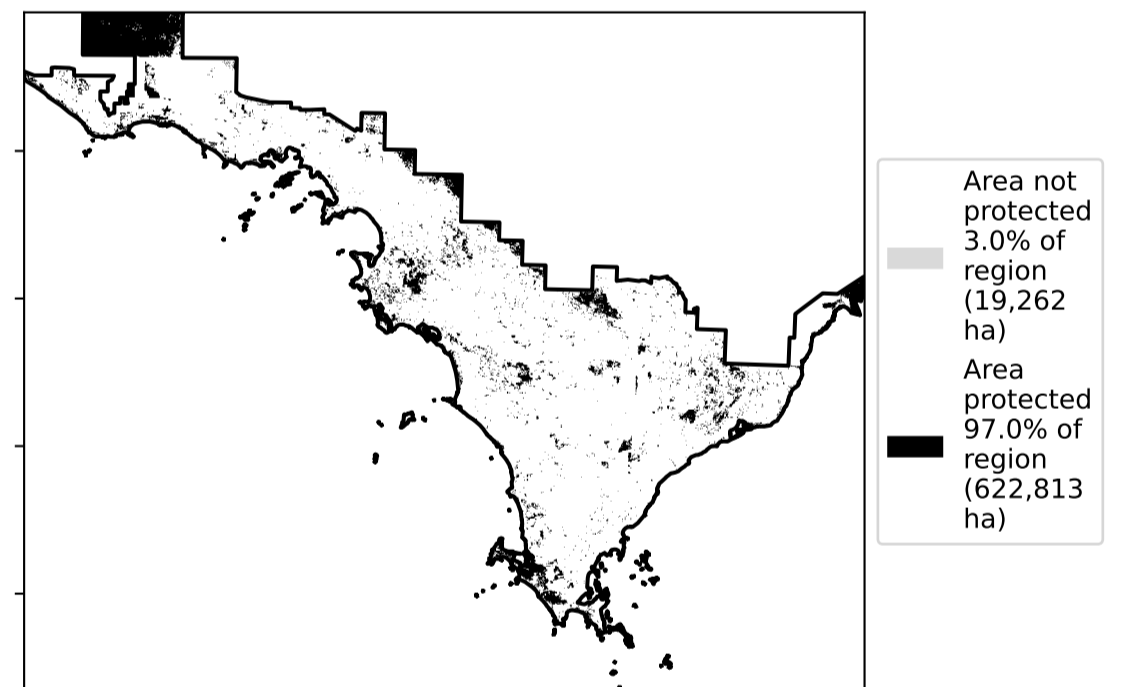 Area not
protected
3.0% of
region
(19,262
ha)
Area
protected
97.0% of
region
(622,813
ha)